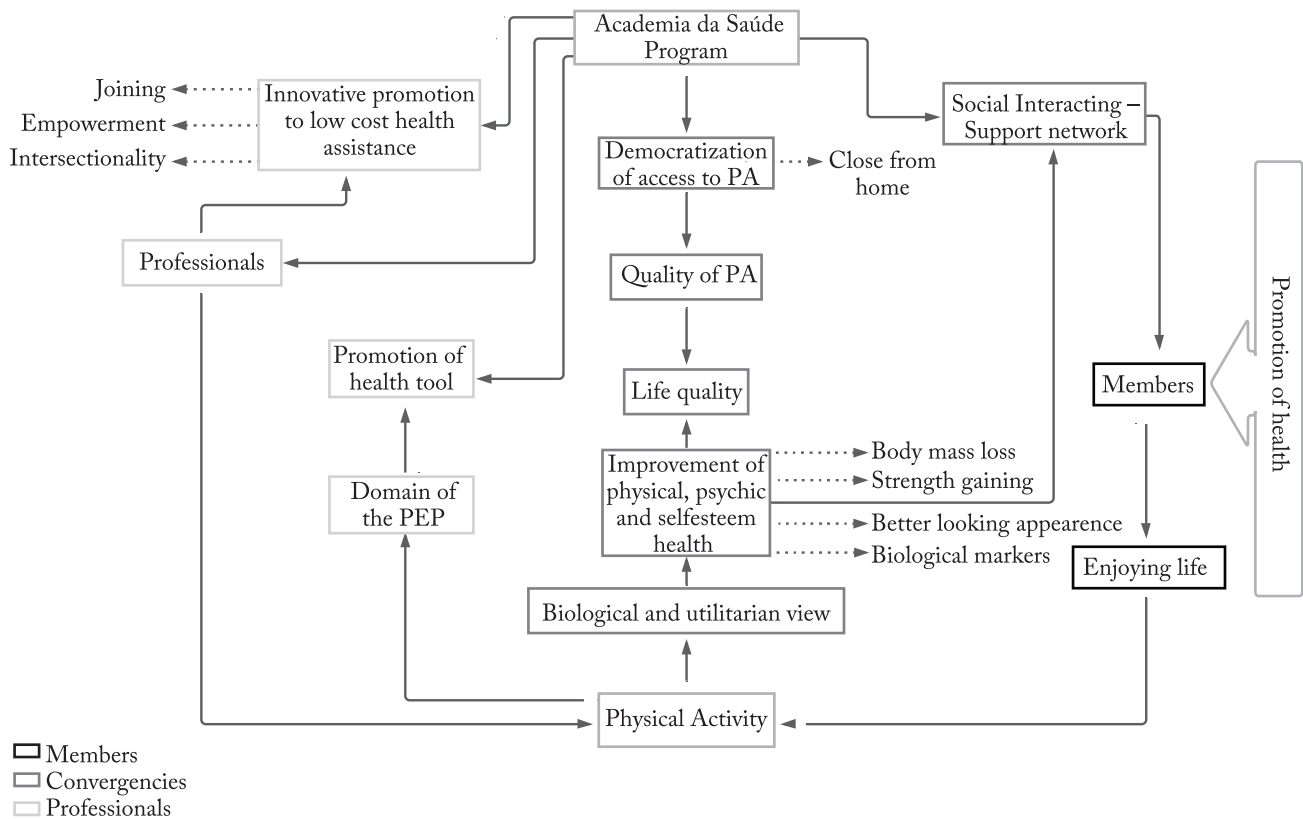 Academia da Saúde
Program
Joining
Empowerment
Intersectionality
Innovative promotion
to low cost health
assistance
Democratization
of access to PA
Close from
home
Social Interacting –
Support network
Professionals
Quality of PA
Promotion of
health tool
Life quality
Members
Promotion of health
Domain of
the PEP
Improvement of
physical, psychic
and selfesteem
health
Body mass loss
Strength gaining
Better looking appearence
Biological markers
Enjoying life
Biological and utilitarian view
Physical Activity
Members
Convergencies
Professionals